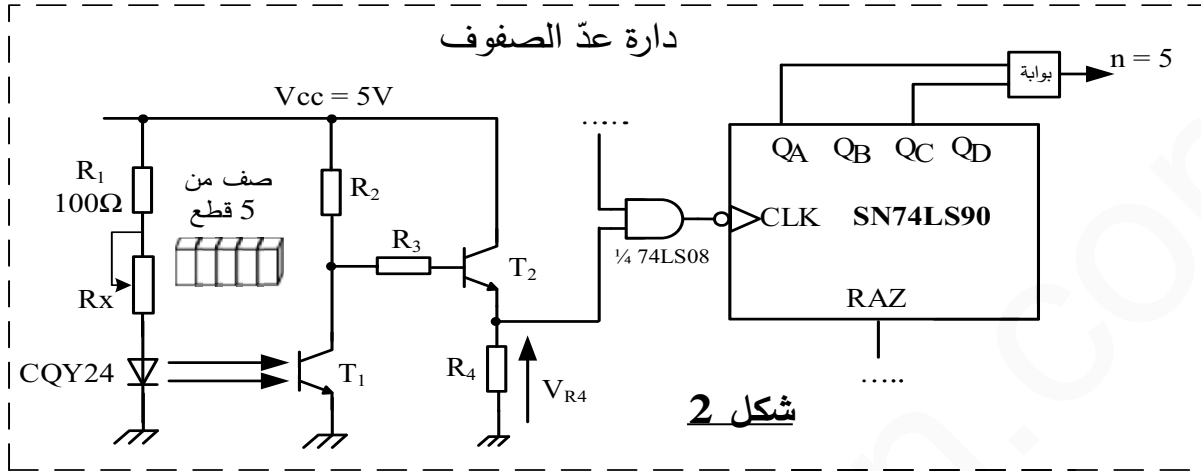 دارة عدّ الصفوف
Vcc = 5V
بوابة
n = 5
.....
R1
100Ω
صف من
5 قطع
R2
R3
T2
QA QB QC QD
CLK SN74LS90
¼ 74LS08
Rx
RAZ
CQY24
T1
R4
VR4
.....
شكل 2